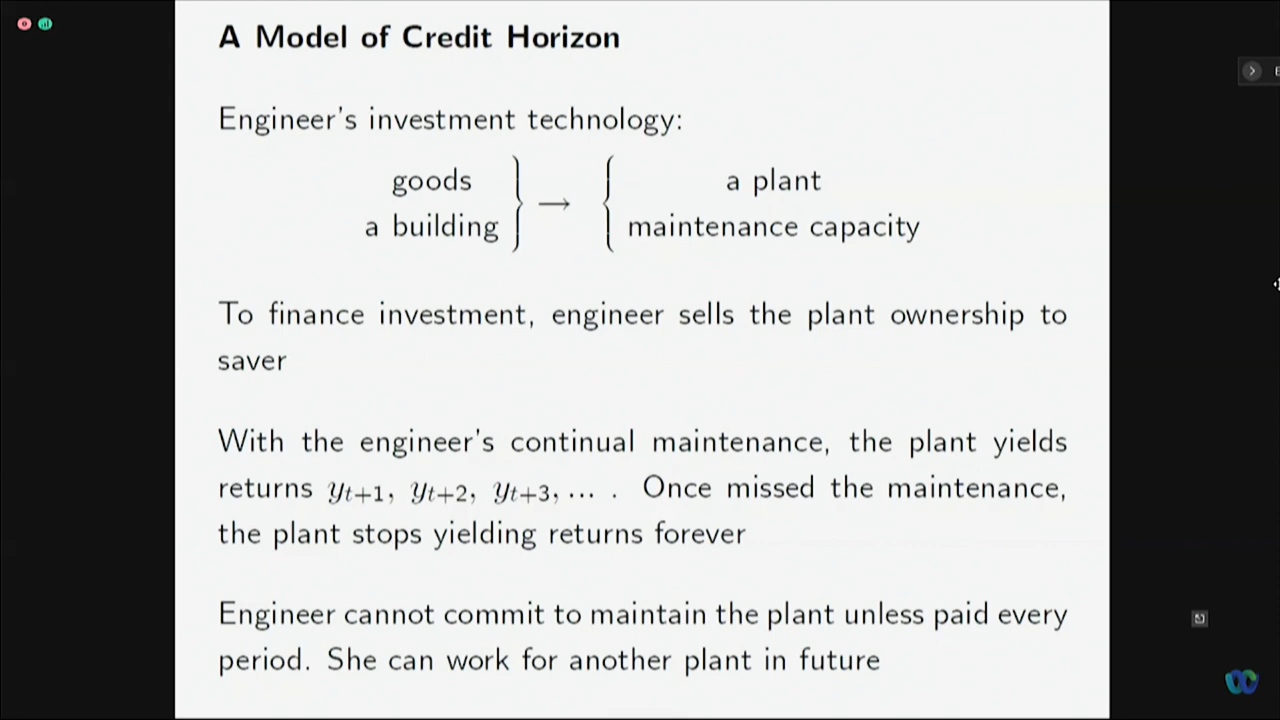 A Model of Credit Horizon
Engineer's investment technology:
goods
a building
→
a plant
maintenance capacity
To finance investment, engineer sells the plant ownership to
saver
With the engineer's continual maintenance, the plant yields
returns y_{t+1}, y_{t+2}, y_{t+3}, ... . Once missed the maintenance,
the plant stops yielding returns forever
Engineer cannot commit to maintain the plant unless paid every
period. She can work for another plant in future